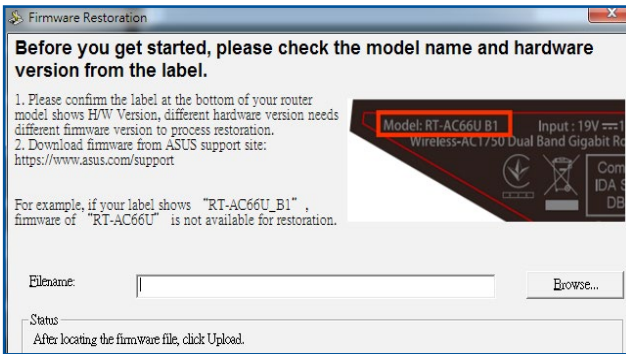 Firmware Restoration
Before you get started, please check the model name and hardware
version from the label.
1. Please confirm the label at the bottom of your router
model shows H/W Version, different hardware version needs
different firmware version to process restoration.
2. Download firmware from ASUS support site:
https://www.asus.com/support
For example, if your label shows “RT-AC66U_B1”,
firmware of “RT-AC66U” is not available for restoration.
Model: RT-AC66U B1 Input : 19V
Wireless-AC1750 Dual Band Gigabit
Com
IDA S
DB
Filename:
Browse...
Status
After locating the firmware file, click Upload.